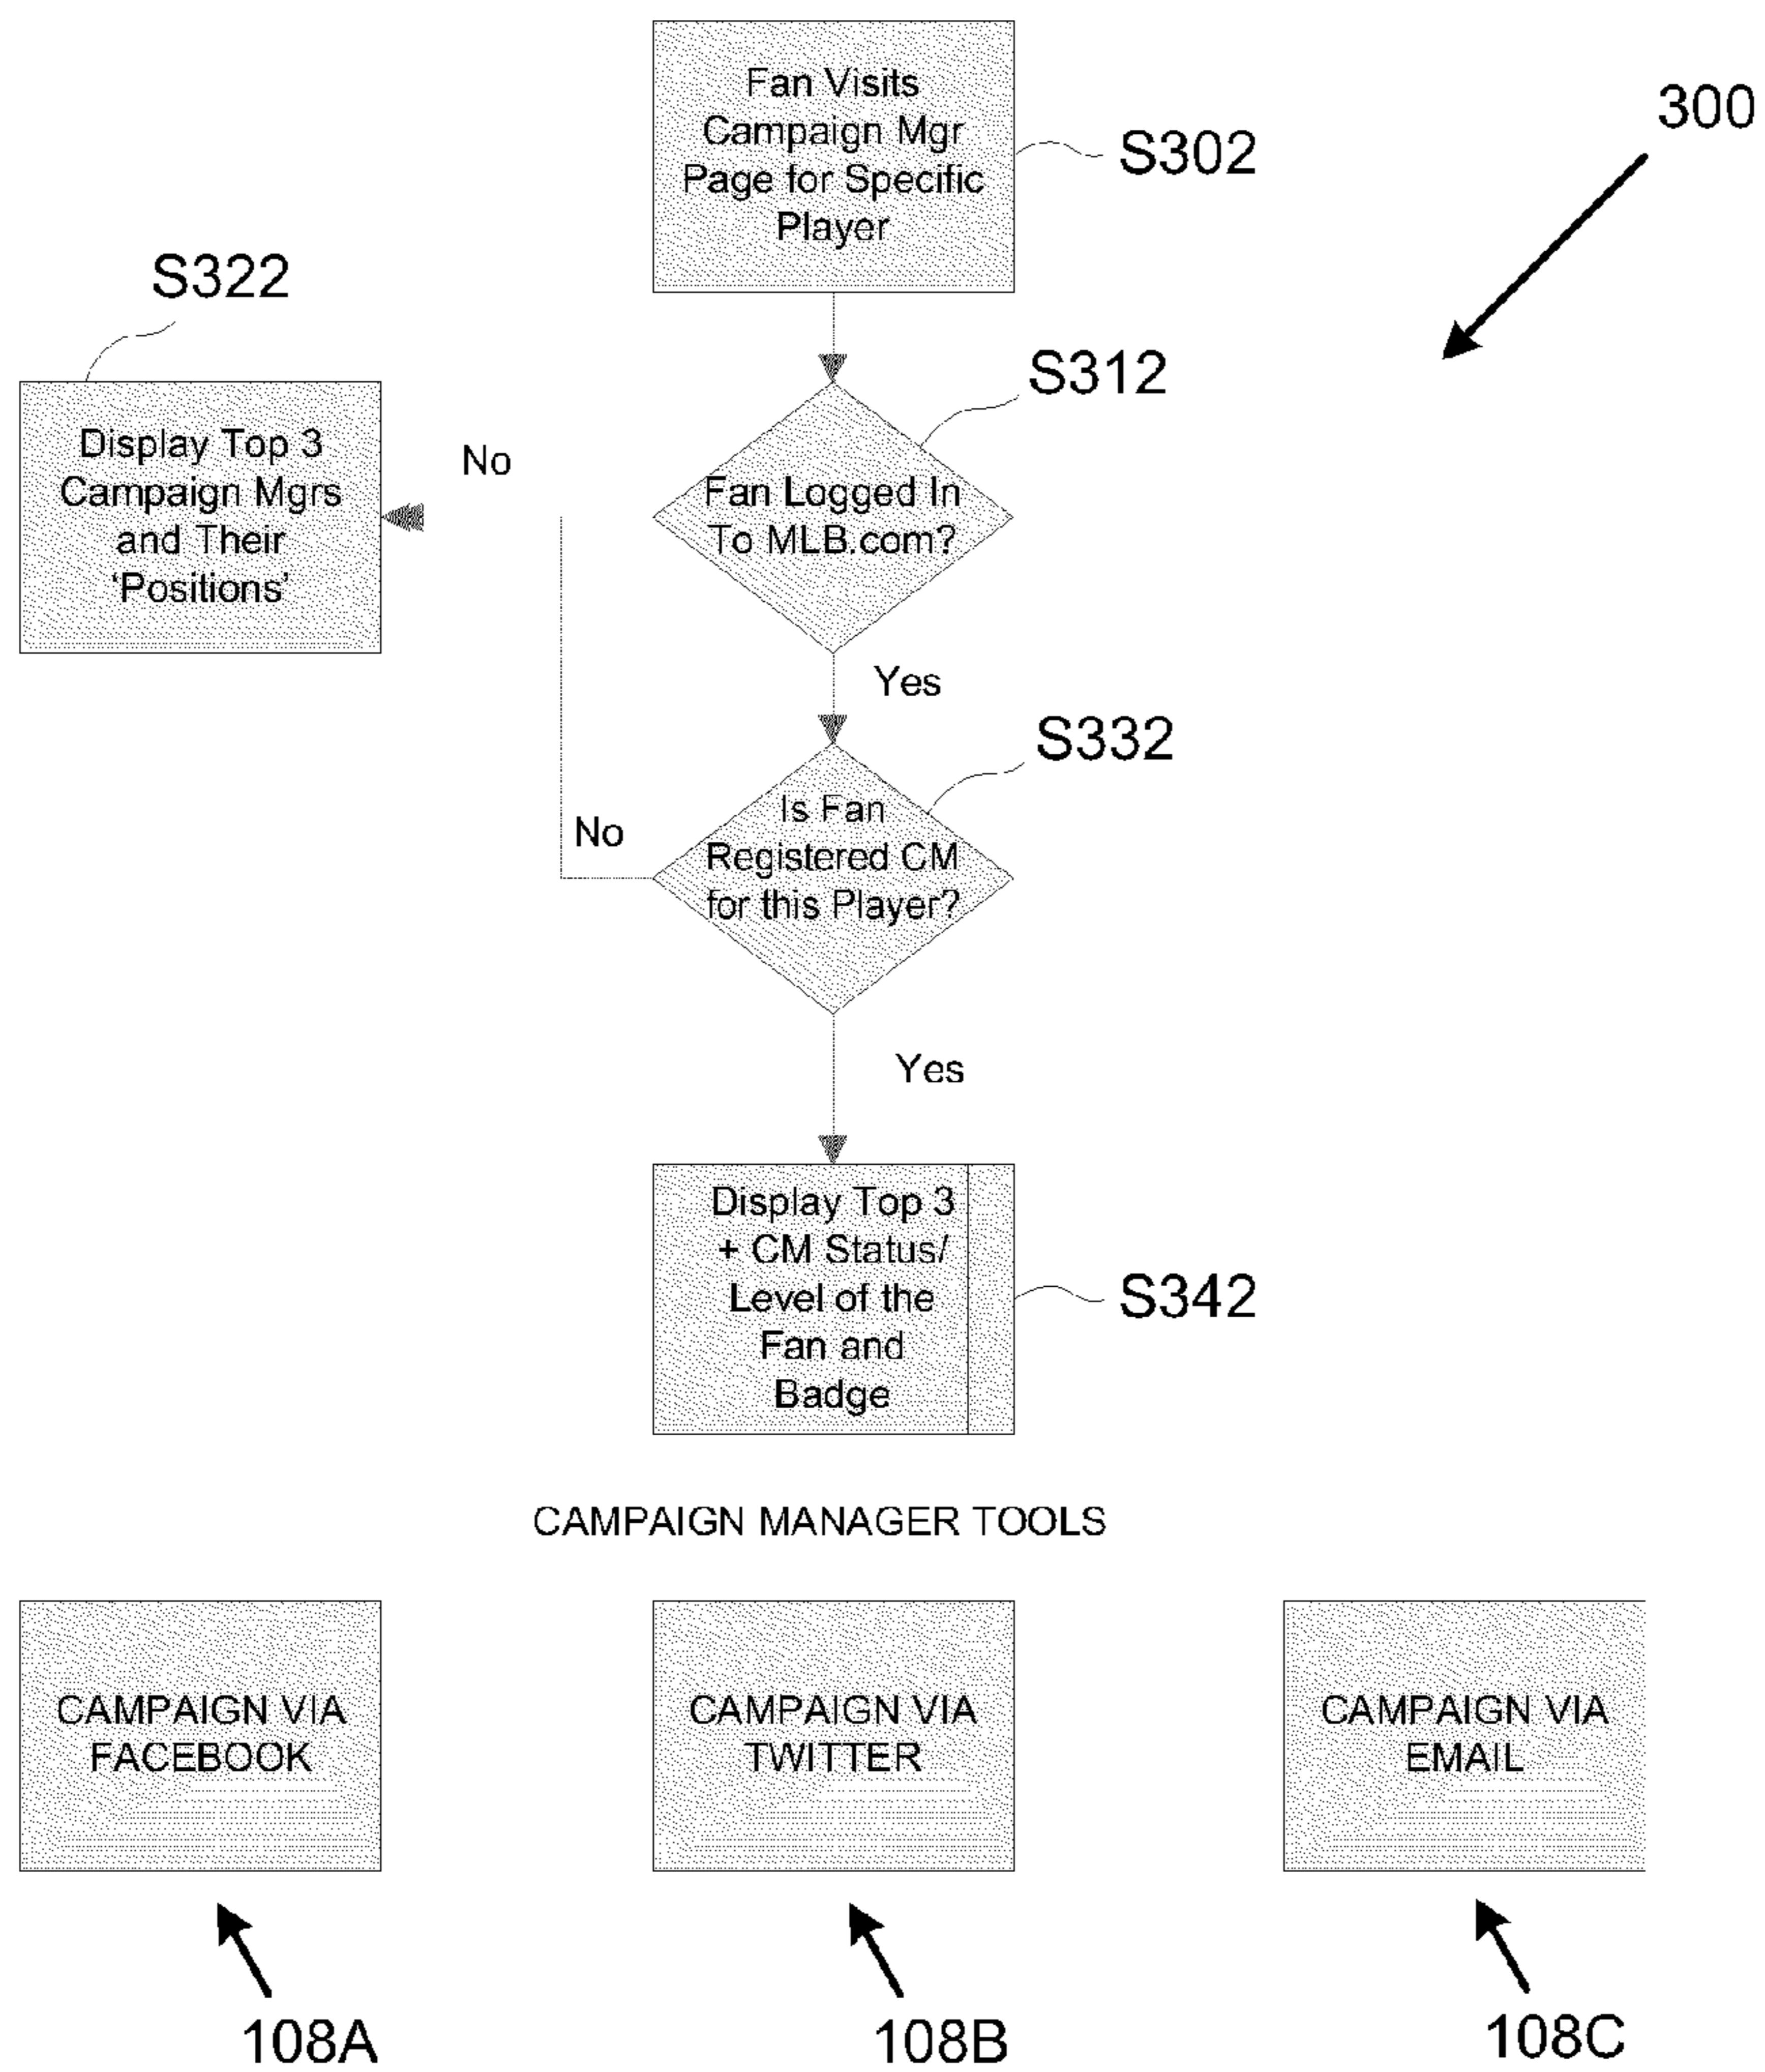 Fan Visits
Campaign Mgr
Page for Specific
Player
S302
300
S322
S312
Display Top 3
Campaign Mgrs
and Their
‘Positions’
No
Fan Logged In
To MLB.com?
Yes
S332
No
Is Fan
Registered CM
for this Player?
Yes
Display Top 3
+ CM Status/
Level of the
Fan and
Badge
S342
CAMPAIGN MANAGER TOOLS
CAMPAIGN VIA
FACEBOOK
CAMPAIGN VIA
TWITTER
CAMPAIGN VIA
EMAIL
108A
108B
108C